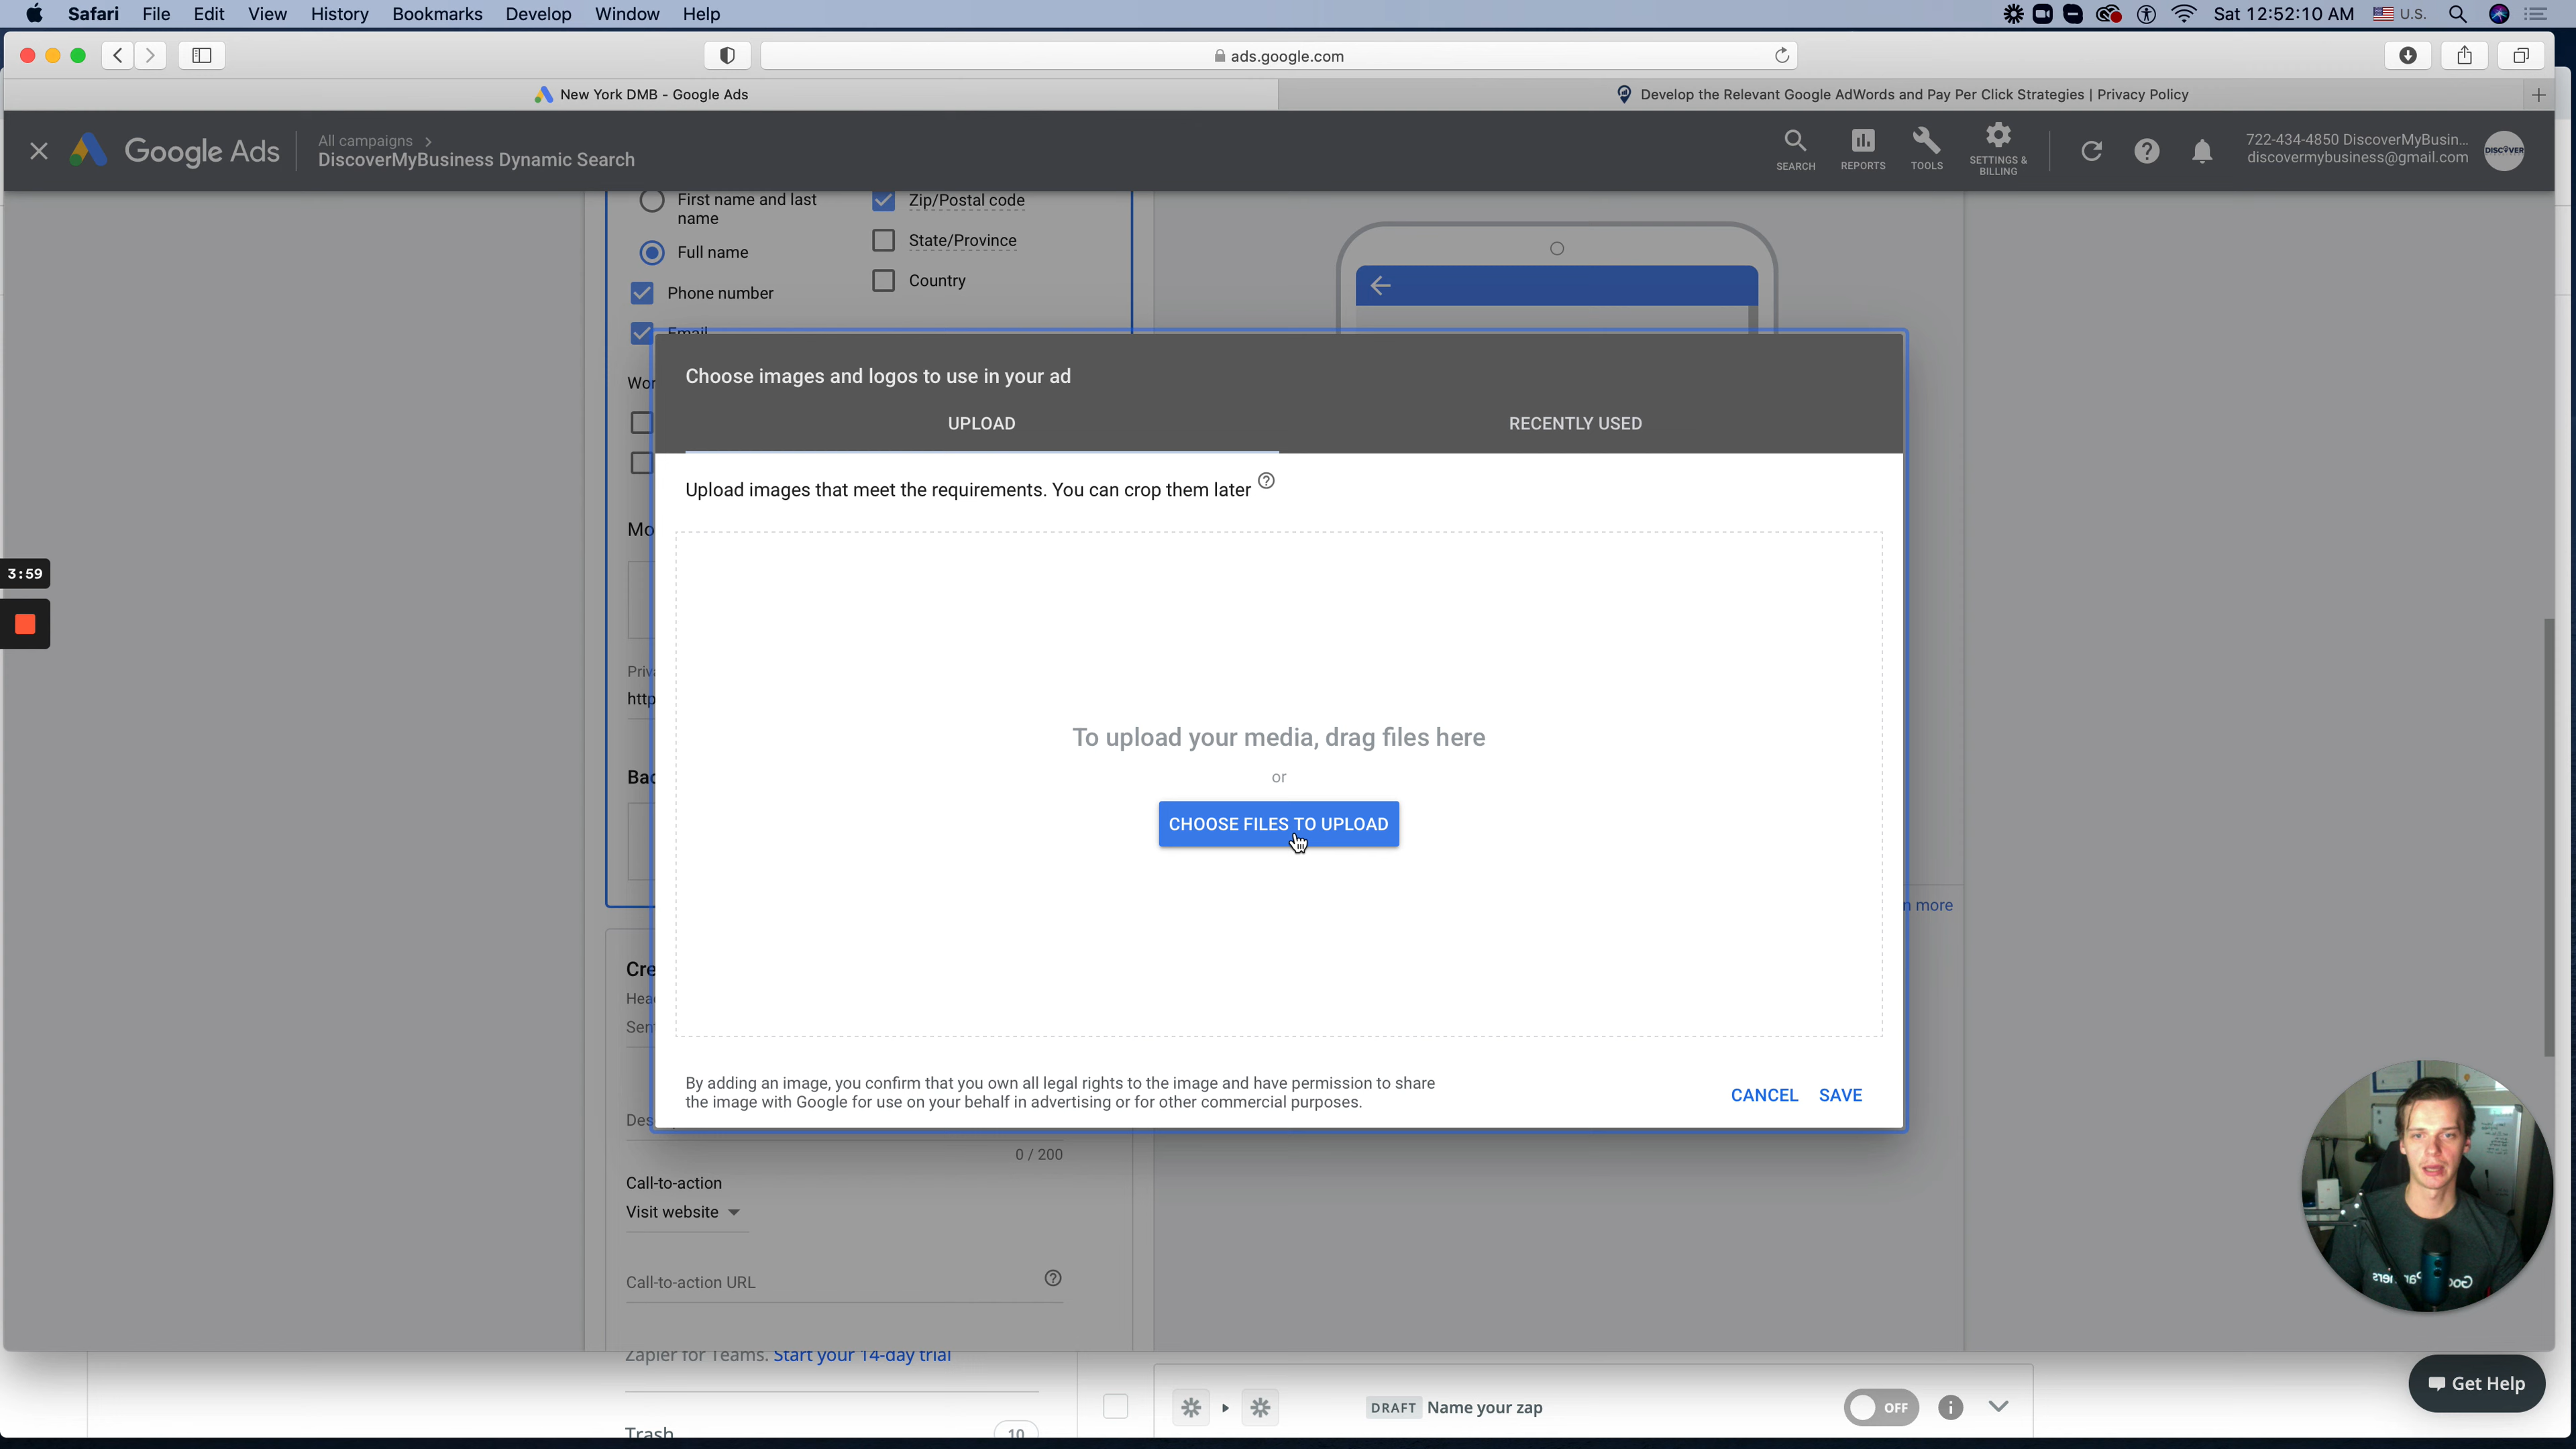 Safari File Edit View History Bookmarks Develop Window Help
Sat 12:52:10 AM U.S.
ads.google.com
New York DMB - Google Ads
Develop the Relevant Google AdWords and Pay Per Click Strategies | Privacy Policy
Google Ads
All campaigns
DiscoverMyBusiness Dynamic Search
SEARCH
REPORTS
TOOLS
SETTINGS &
BILLING
722-434-4850 DiscoverMyBusin...
discovermybusiness@gmail.com
DISCOVER
First name and last
name
Zip/Postal code
Full name
State/Province
Phone number
Country
Email
Choose images and logos to use in your ad
UPLOAD
RECENTLY USED
Upload images that meet the requirements. You can crop them later
3:59
http
To upload your media, drag files here
or
CHOOSE FILES TO UPLOAD
more
By adding an image, you confirm that you own all legal rights to the image and have permission to share
the image with Google for use on your behalf in advertising or for other commercial purposes.
CANCEL SAVE
0 / 200
Call-to-action
Visit website
Call-to-action URL
Zapier for Teams. Start your 14-day trial
DRAFT Name your zap
OFF
Get Help
Trash
10